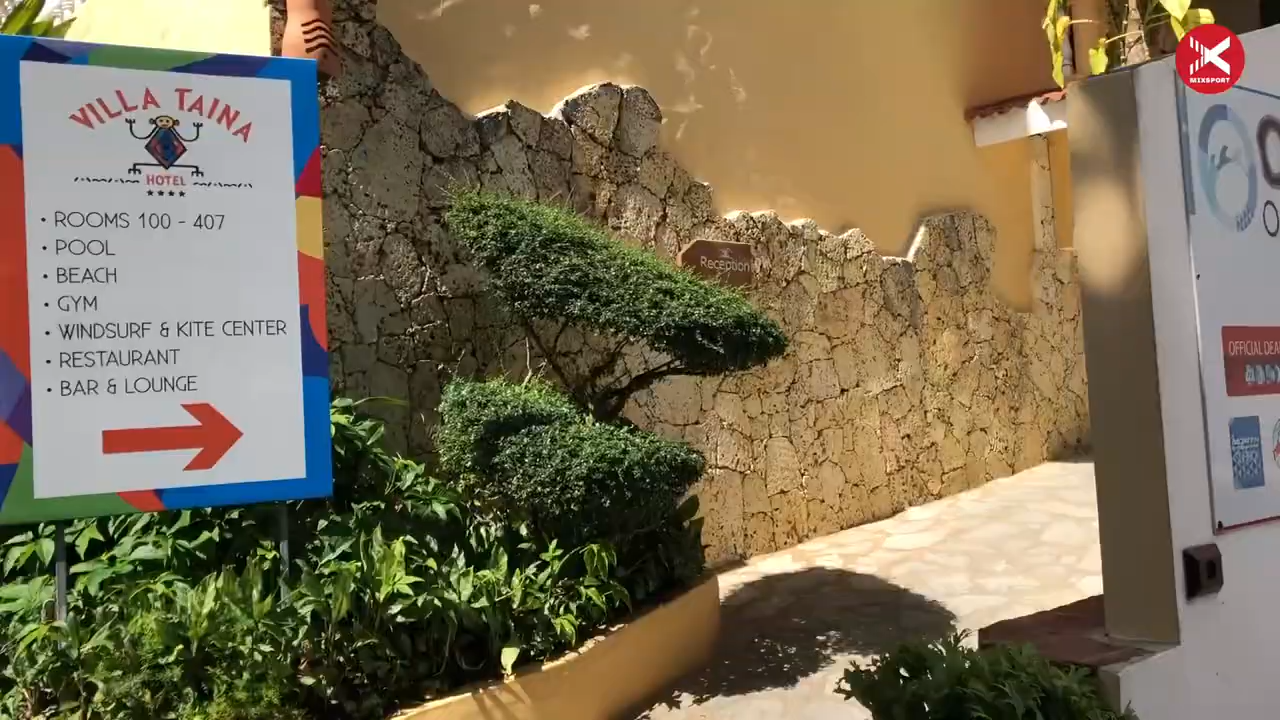 VILLA TAINA
HOTEL
• ROOMS 100 - 407
• POOL
• BEACH
• GYM
• WINDSURF & KITE CENTER
• RESTAURANT
• BAR & LOUNGE
Reception
MIXSPORT
OFFICIAL DEA